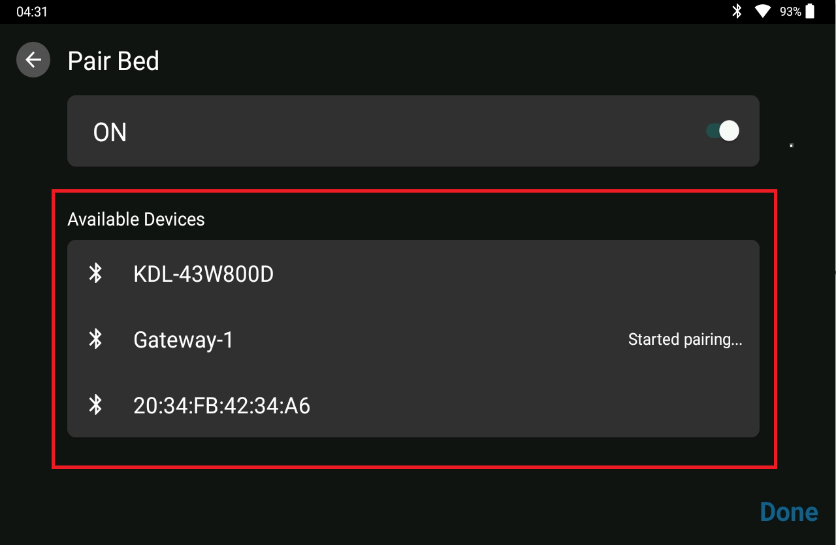 04:31
93%
Pair Bed
ON
Available Devices
KDL-43W800D
Gateway-1
Started pairing...
20:34:FB:42:34:A6
Done